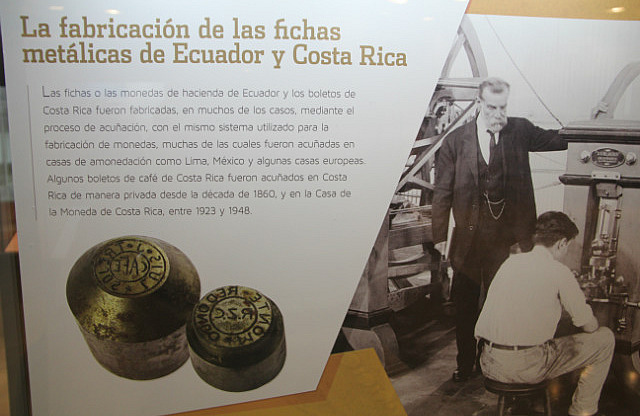 La fabricación de las fichas
metálicas de Ecuador y Costa Rica
Las fichas o las monedas de hacienda de Ecuador y los boletos de
Costa Rica fueron fabricadas, en muchos de los casos, mediante el
proceso de acuñación, con el mismo sistema utilizado para la
fabricación de monedas, muchas de las cuales fueron acuñadas en
casas de amonedación como Lima, México y algunas casas europeas.
Algunos boletos de café de Costa Rica fueron acuñados en Costa
Rica de manera privada desde la década de 1860, y en la Casa de
la Moneda de Costa Rica, entre 1923 y 1948.
CAFE
R.Z.C.